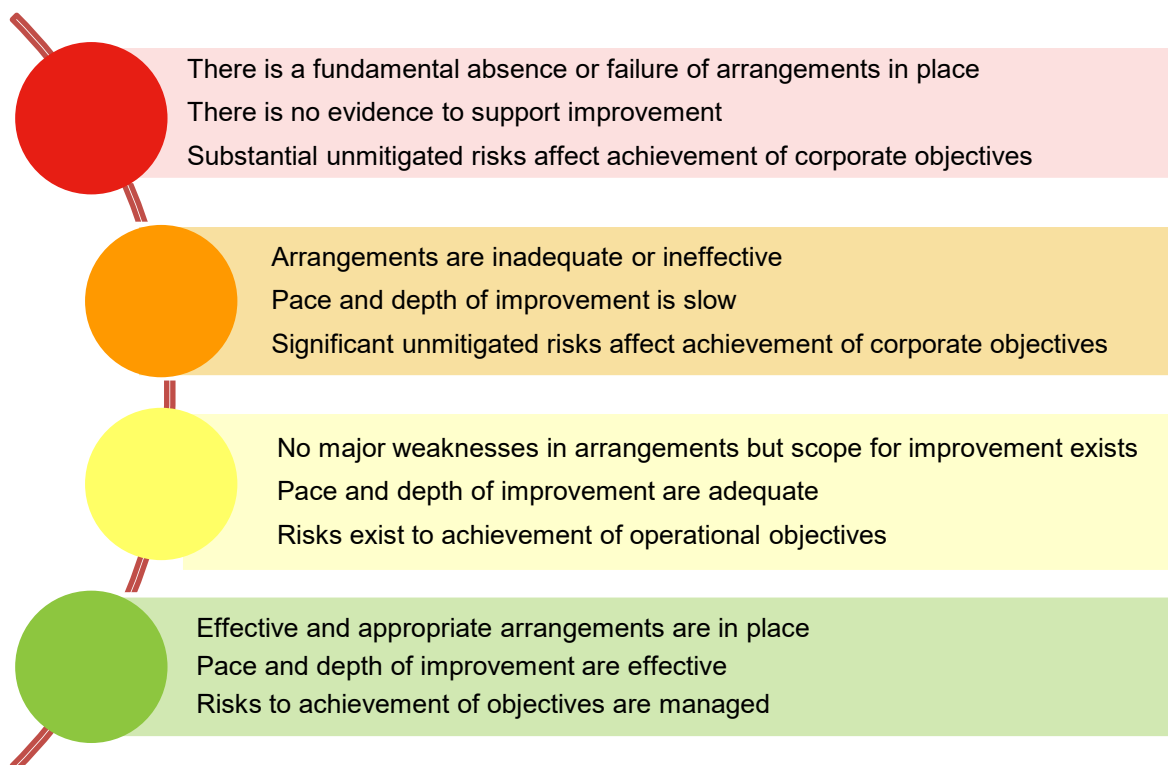 There is a fundamental absence or failure of arrangements in place
There is no evidence to support improvement
Substantial unmitigated risks affect achievement of corporate objectives
Arrangements are inadequate or ineffective
Pace and depth of improvement is slow
Significant unmitigated risks affect achievement of corporate objectives
No major weaknesses in arrangements but scope for improvement exists
Pace and depth of improvement are adequate
Risks exist to achievement of operational objectives
Effective and appropriate arrangements are in place
Pace and depth of improvement are effective
Risks to achievement of objectives are managed